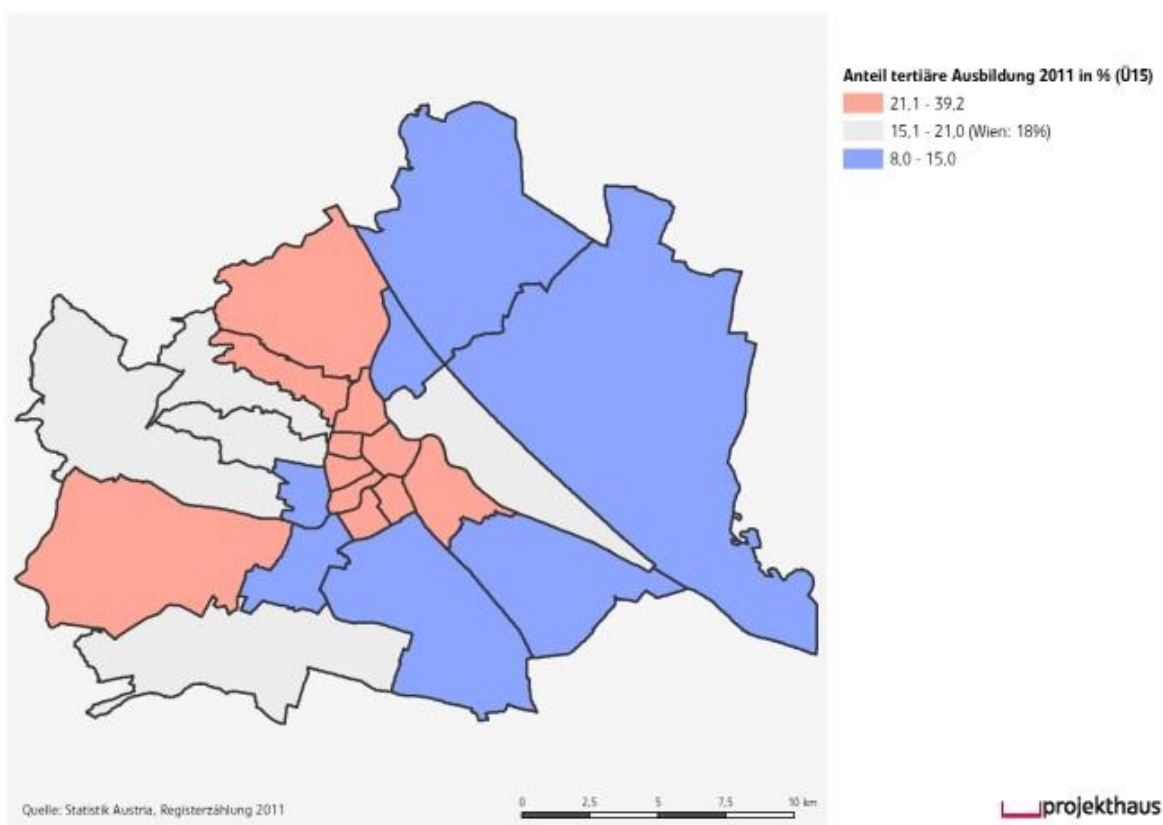 Anteil tertiäre Ausbildung 2011 in % (Ü15)
21,1 - 39,2
15,1 - 21,0 (Wien: 18%)
8,0 - 15,0
Quelle: Statistik Austria, Registerzählung 2011
0 2,5 5 7,5 10 km
projekthaus